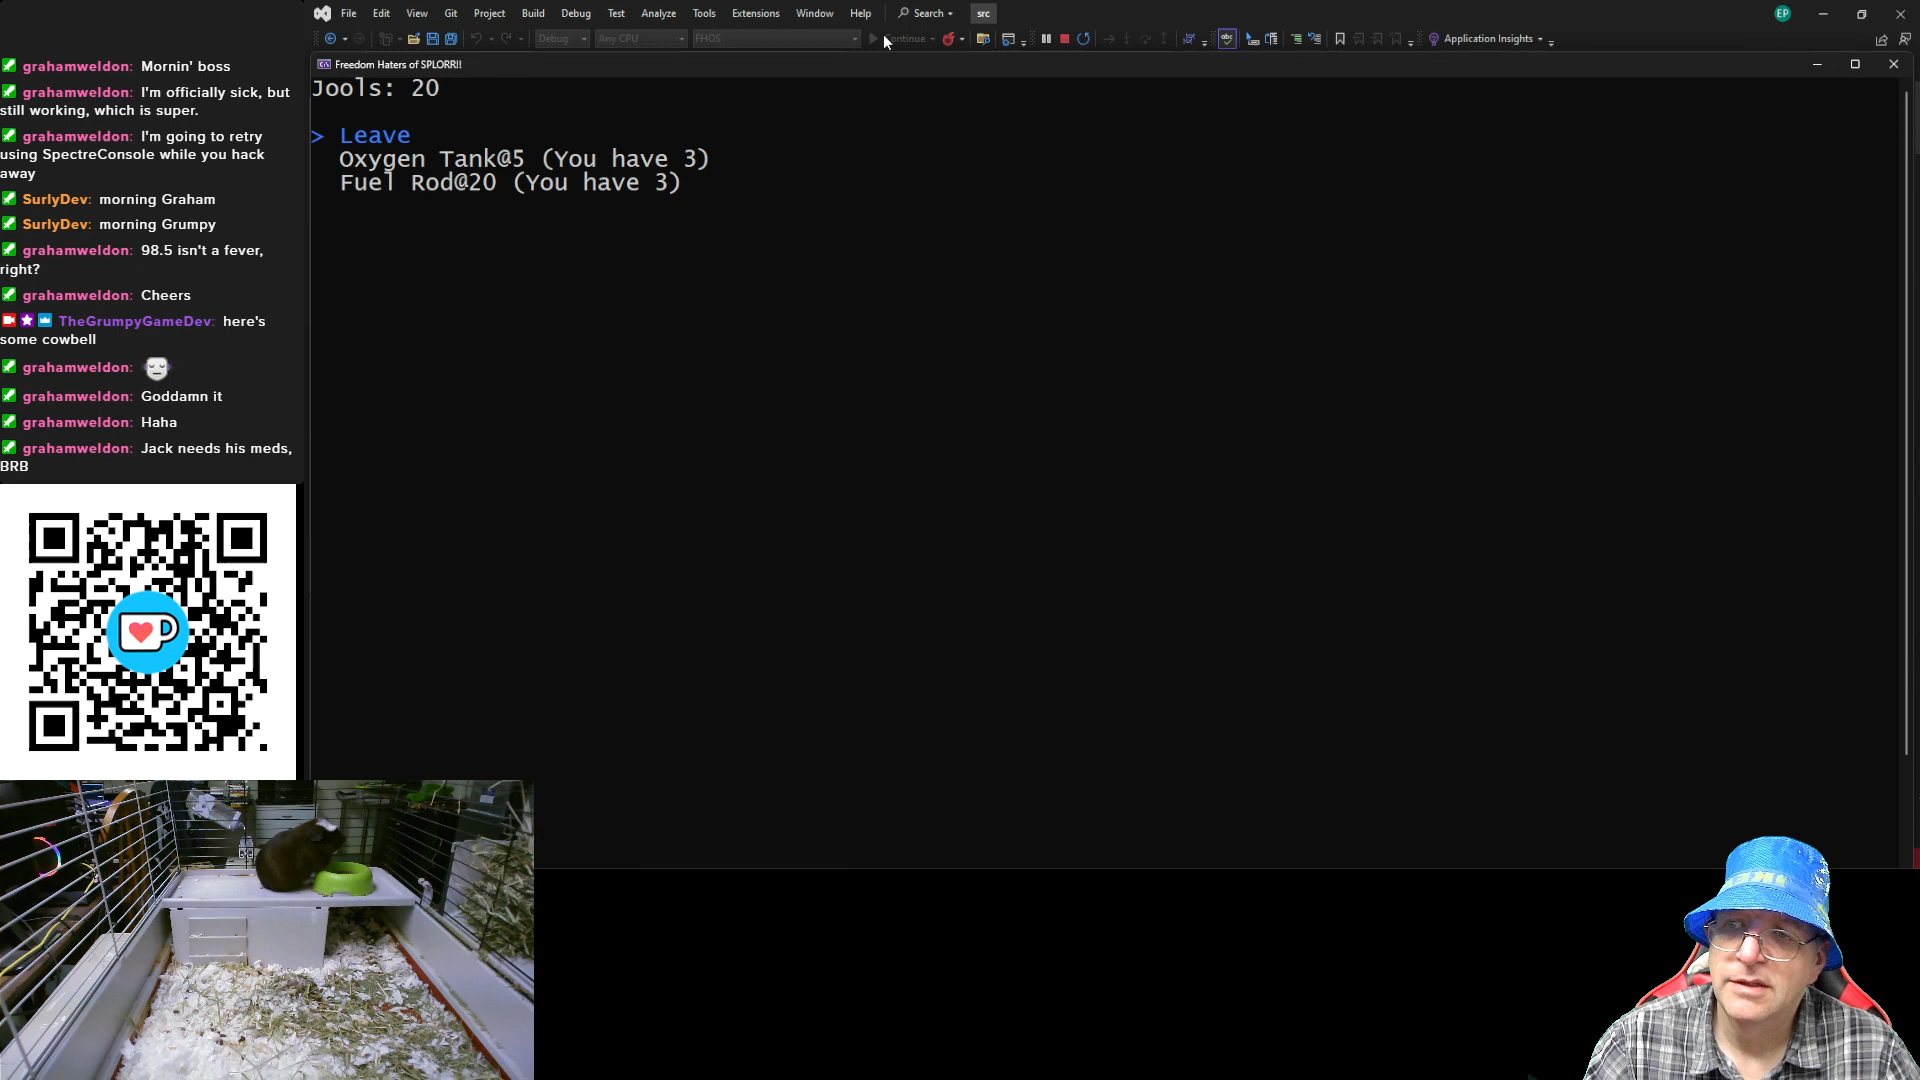 File Edit View Git Project Build Debug Test Analyze Tools Extensions Window Help Search src EP
Debug Any CPU FHOS Continue Application Insights
Freedom Haters of SPLORR!!
Jools: 20
> Leave
Oxygen Tank@5 (You have 3)
Fuel Rod@20 (You have 3)
grahamweldon: Mornin' boss
grahamweldon: I'm officially sick, but
still working, which is super.
grahamweldon: I'm going to retry
using SpectreConsole while you hack
away
SurlyDev: morning Graham
SurlyDev: morning Grumpy
grahamweldon: 98.5 isn't a fever,
right?
grahamweldon: Cheers
TheGrumpyGameDev: here's
some cowbell
grahamweldon:
grahamweldon: Goddamn it
grahamweldon: Haha
grahamweldon: Jack needs his meds,
BRB